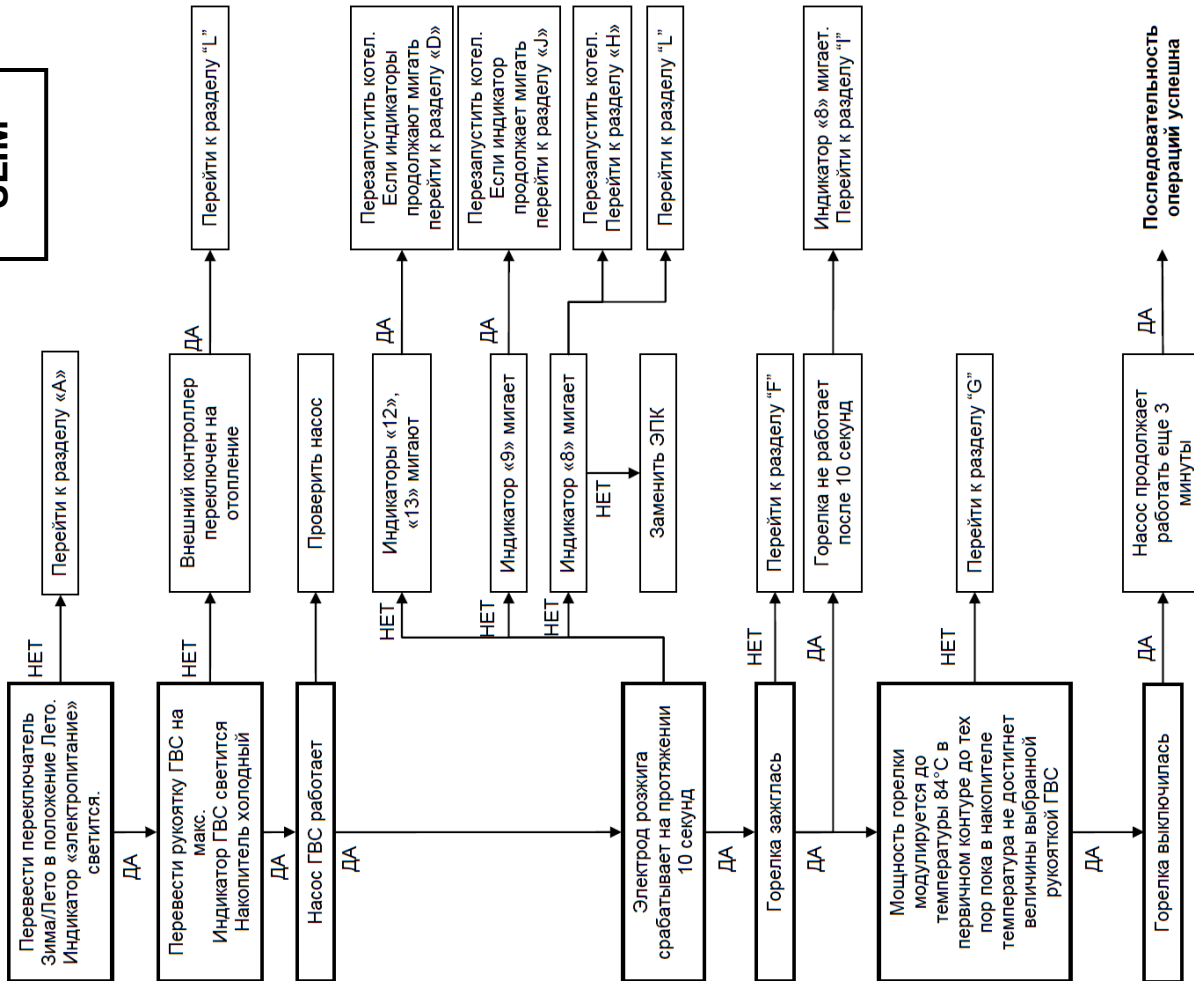 SLIM
Перевести переключатель
Зима/Лето в положение Лето.
Индикатор «электропитание»
светится.
НЕТ
Перейти к разделу «А»
ДА
Перевести рукоятку ГВС на
макс.
Индикатор ГВС светится
Накопитель холодный
НЕТ
Внешний контроллер
переключен на
отопление
ДА
Перейти к разделу “L”
ДА
Насос ГВС работает
Проверить насос
ДА
Электрод розжига
срабатывает на протяжении
10 секунд
НЕТ
Индикаторы «12»,
«13» мигают
ДА
Перезапустить котел.
Если индикаторы
продолжают мигать
перейти к разделу «D»
НЕТ
Индикатор «9» мигает
ДА
Перезапустить котел.
Если индикатор
продолжает мигать
перейти к разделу «J»
НЕТ
Индикатор «8» мигает
Перезапустить котел.
Перейти к разделу «Н»
Перейти к разделу “L”
НЕТ
Заменить ЭПК
ДА
Горелка зажглась
НЕТ
Перейти к разделу “F”
ДА
ДА
Горелка не работает
после 10 секунд
Индикатор «8» мигает.
Перейти к разделу “I”
Мощность горелки
модулируется до
температуры 84°С в
первичном контуре до тех
пор пока в накопителе
температура не достигнет
величины выбранной
рукояткой ГВС
НЕТ
Перейти к разделу “G”
ДА
Горелка выключилась
ДА
Насос продолжает
работать еще 3
минуты
ДА
Последовательность
операций успешна